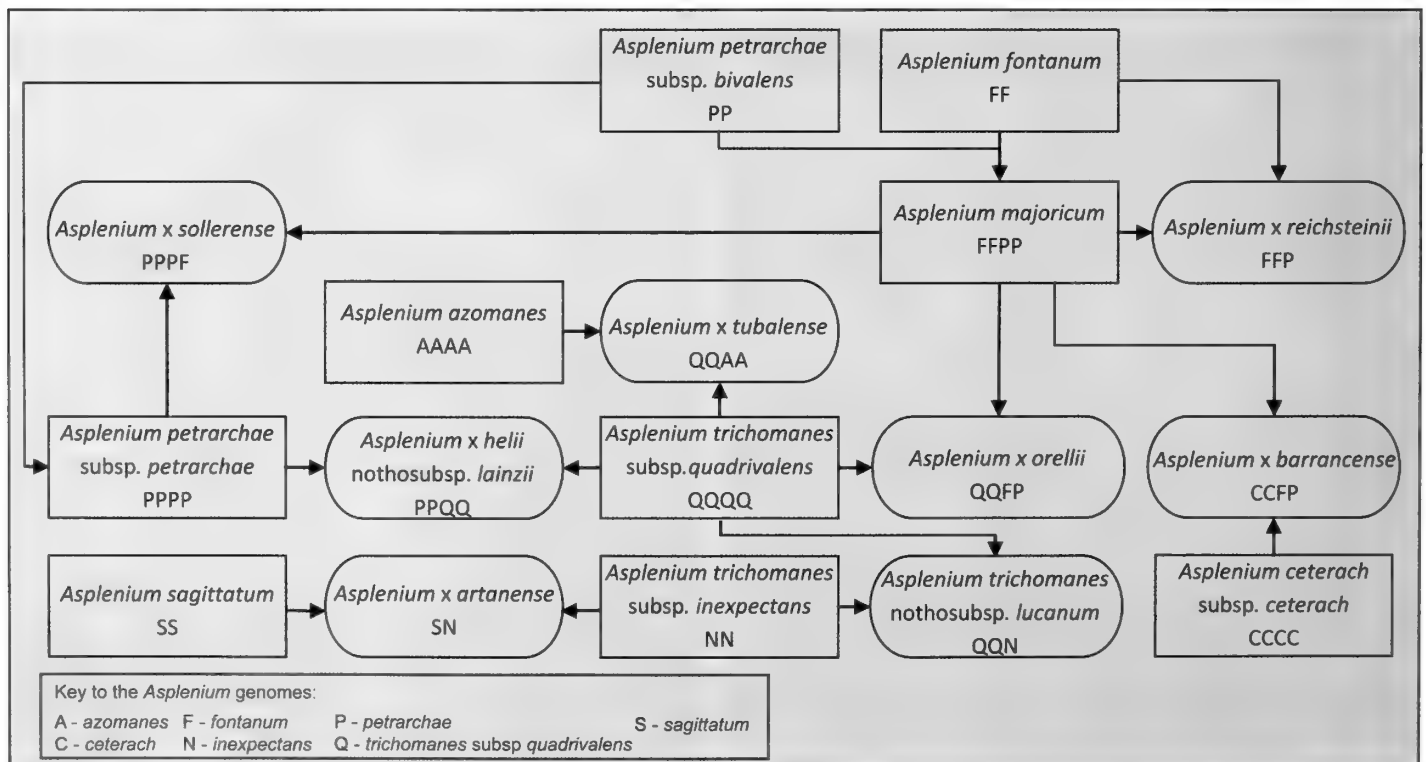 Asplenium petrarchae
subsp. bivalens
PP
Asplenium fontanum
FF
Asplenium x sollerense
PPPF
Asplenium majoricum
FFPP
Asplenium x reichsteinii
FFP
Asplenium azomanes
AAAA
Asplenium x tubalense
QQAA
Asplenium petrarchae
subsp. petrarchae
PPPP
Asplenium x helii
nothosubsp. lainzii
PPQQ
Asplenium trichomanes
subsp.quadrivalens
QQQQ
Asplenium x orellii
QQFP
Asplenium x barrancense
CCFP
Asplenium sagittatum
SS
Asplenium x artanense
SN
Asplenium trichomanes
subsp. inexpectans
NN
Asplenium trichomanes
nothosubsp. lucanum
QQN
Asplenium ceterach
subsp. ceterach
CCCC
Key to the Asplenium genomes:
A - azomanes F - fontanum P - petrarchae S - sagittatum
C - ceterach N - inexpectans Q - trichomanes subsp quadrivalens